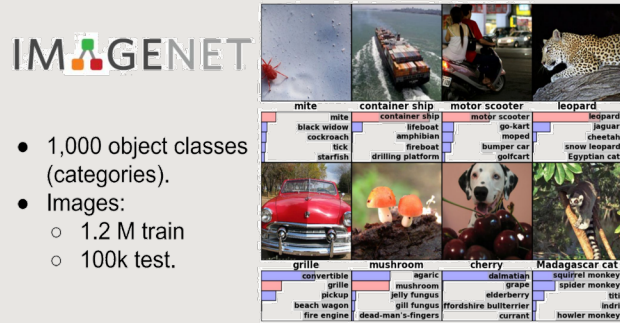 IMAGENET
● 1,000 object classes
(categories).
● Images:
○ 1.2 M train
○ 100k test.
mite
mite
black widow
cockroach
tick
starfish
container ship
container ship
lifeboat
amphibian
fireboat
drilling platform
motor scooter
motor scooter
go-kart
moped
bumper car
golfcart
leopard
leopard
jaguar
cheetah
snow leopard
Egyptian cat
grille
convertible
grille
pickup
beach wagon
fire engine
mushroom
agaric
mushroom
jelly fungus
gill fungus
dead-man's-fingers
cherry
dalmatian
grape
elderberry
ffordshire bullterrier
currant
Madagascar cat
squirrel monkey
spider monkey
titi
indri
howler monkey